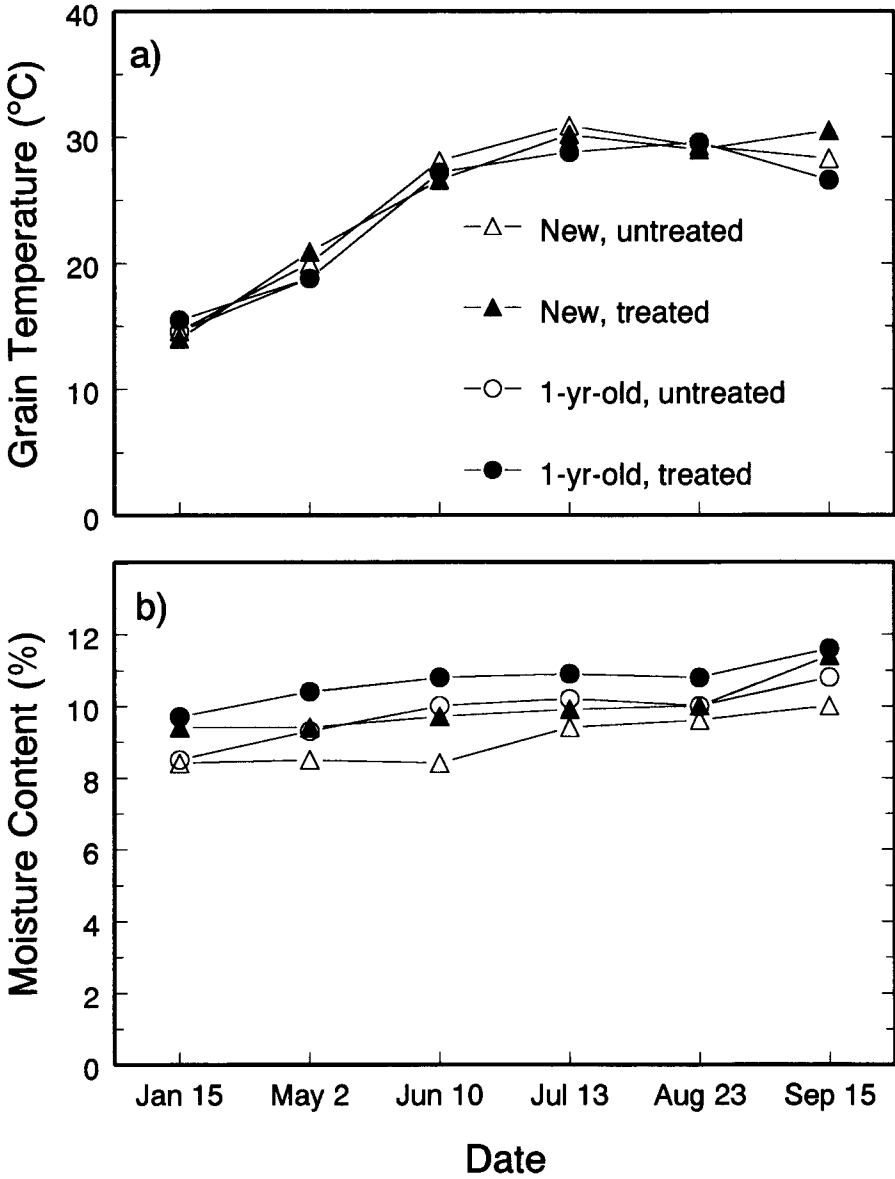 a)
Grain Temperature (°C)
40
30
20
10
0
New, untreated
New, treated
1-yr-old, untreated
1-yr-old, treated
b)
Moisture Content (%)
12
10
8
6
4
2
0
Jan 15 May 2 Jun 10 Jul 13 Aug 23 Sep 15
Date